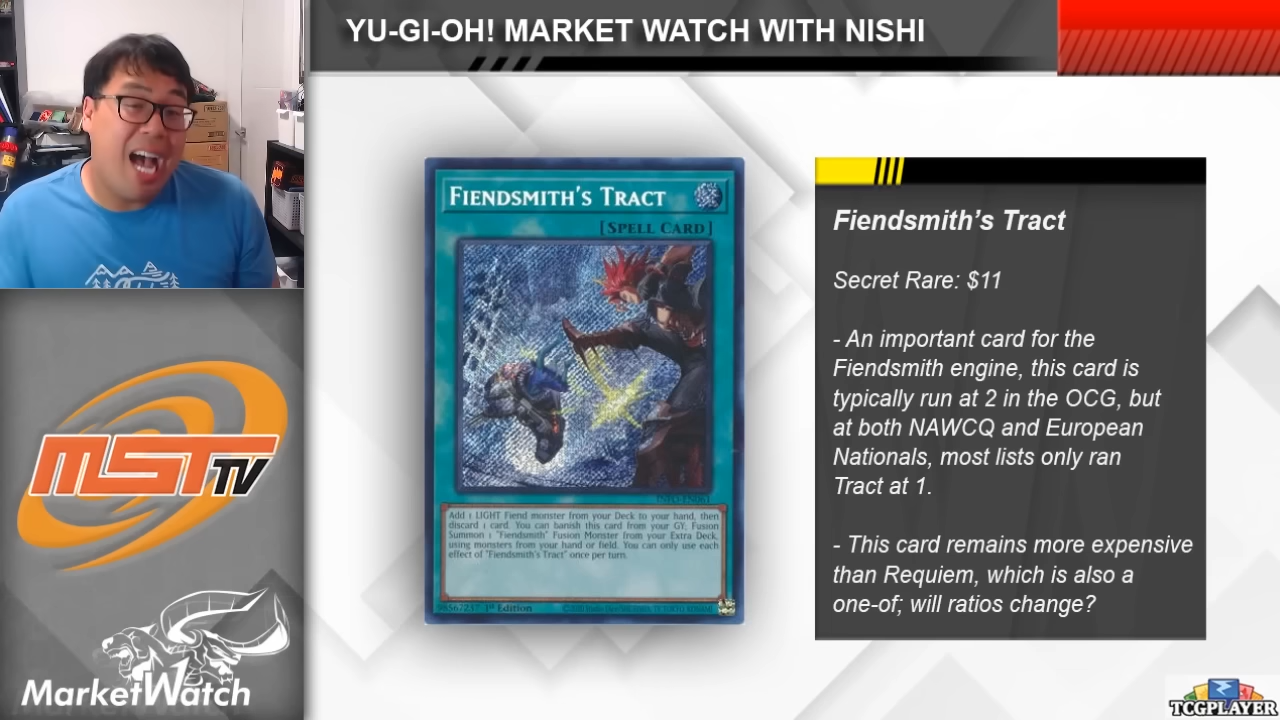 YU-GI-OH! MARKET WATCH WITH NISHI
FIENDSMITH'S TRACT
[SPELL CARD]
INFO-EN061
Add 1 LIGHT Fiend monster from your Deck to your hand, then
discard 1 card. You can banish this card from your GY; Fusion
Summon 1 "Fiendsmith" Fusion Monster from your Extra Deck,
using monsters from your hand or field. You can only use each
effect of "Fiendsmith's Tract" once per turn.
98567237 1st Edition
Fiendsmith's Tract
Secret Rare: $11
- An important card for the
Fiendsmith engine, this card is
typically run at 2 in the OCG, but
at both NAWCQ and European
Nationals, most lists only ran
Tract at 1.
- This card remains more expensive
than Requiem, which is also a
one-of; will ratios change?
MST TV
MarketWatch
TCGPLAYER